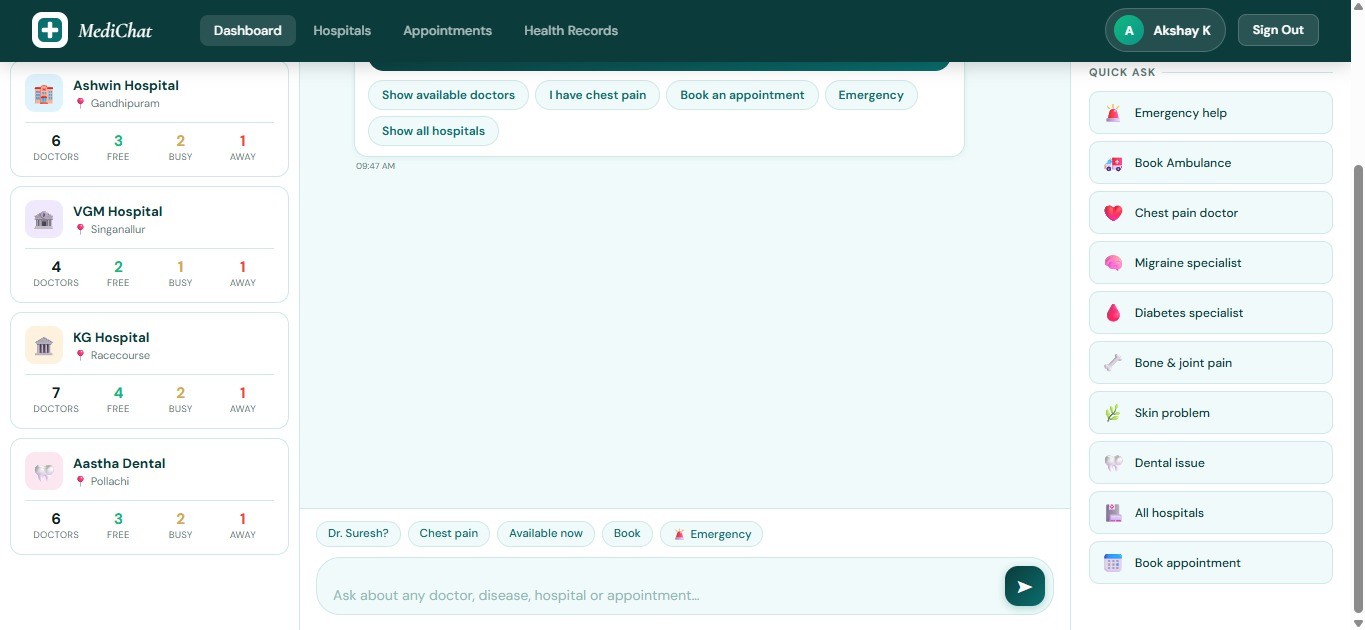 MediChat
Dashboard
Hospitals
Appointments
Health Records
A
Akshay K
Sign Out
Ashwin Hospital
Gandhipuram
6
3
2
1
DOCTORS
FREE
BUSY
AWAY
VGM Hospital
Singanallur
4
2
1
1
DOCTORS
FREE
BUSY
AWAY
KG Hospital
Racecourse
7
4
2
1
DOCTORS
FREE
BUSY
AWAY
Aastha Dental
Pollachi
6
3
2
1
DOCTORS
FREE
BUSY
AWAY
Show available doctors
I have chest pain
Book an appointment
Emergency
Show all hospitals
09:47 AM
Dr. Suresh?
Chest pain
Available now
Book
Emergency
Ask about any doctor, disease, hospital or appointment...
QUICK ASK
Emergency help
Book Ambulance
Chest pain doctor
Migraine specialist
Diabetes specialist
Bone & joint pain
Skin problem
Dental issue
All hospitals
Book appointment